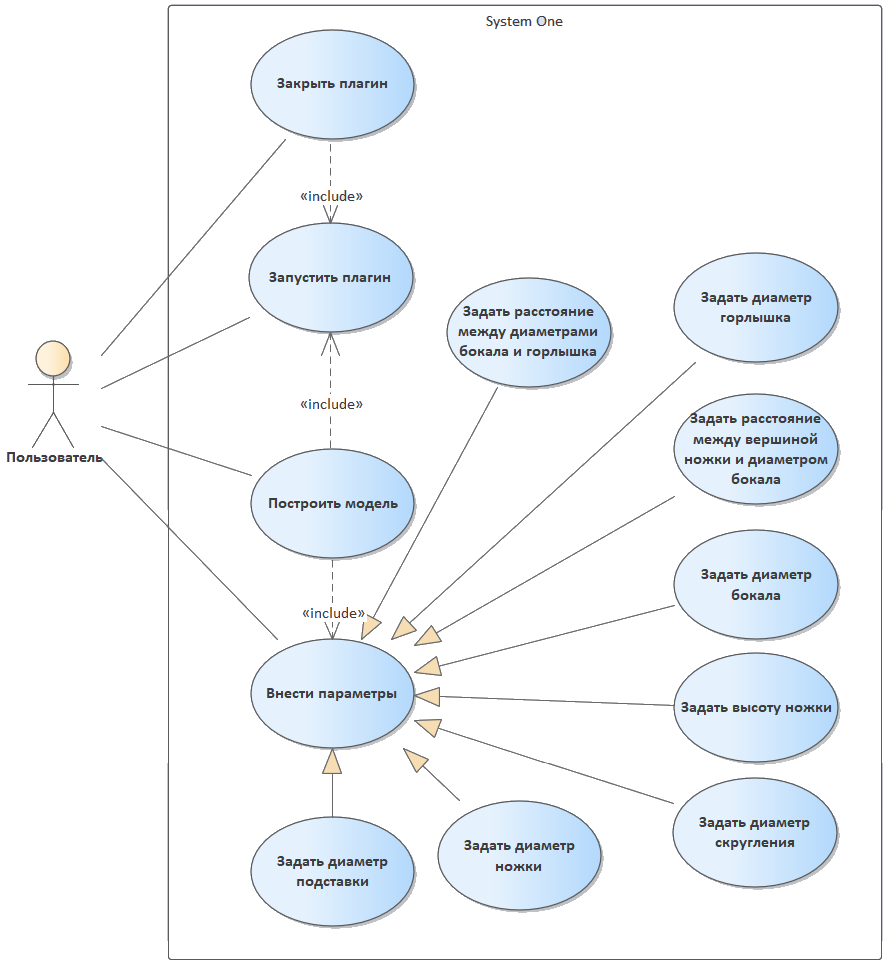 System One
Закрыть плагин
«include»
Запустить плагин
Задать расстояние
между диаметрами
бокала и горлышка
Задать диаметр
горлышка
«include»
Пользователь
Задать расстояние
между вершиной
ножки и диаметром
бокала
Построить модель
Задать диаметр
бокала
«include»
Внести параметры
Задать высоту ножки
Задать диаметр
скругления
Задать диаметр
ножки
Задать диаметр
подставки